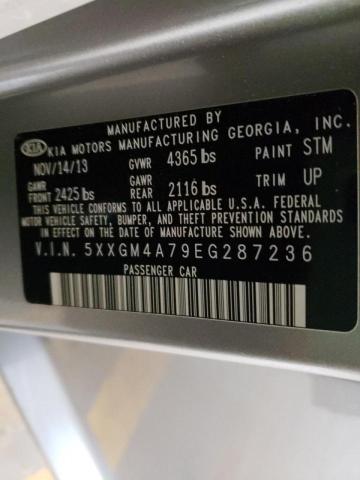 MANUFACTURED BY
KIA KIA MOTORS MANUFACTURING GEORGIA, INC.
NOV/14/13 GVWR 4365 lbs PAINT STM
GAWR FRONT 2425 lbs GAWR REAR 2116 lbs TRIM UP
THIS VEHICLE CONFORMS TO ALL APPLICABLE U.S.A. FEDERAL
MOTOR VEHICLE SAFETY, BUMPER, AND THEFT PREVENTION STANDARDS
IN EFFECT ON THE DATE OF MANUFACTURE SHOWN ABOVE.
V.I.N. 5XXGM4A79EG287236
PASSENGER CAR